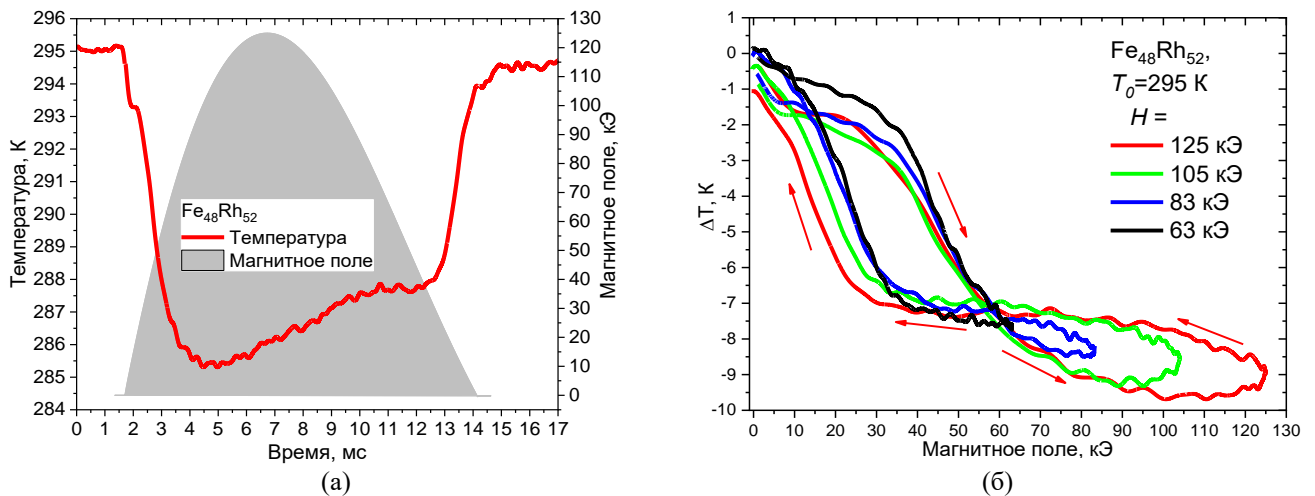 296
295
294
293
292
291
290
289
288
287
286
285
284
Температура, К
0 1 2 3 4 5 6 7 8 9 10 11 12 13 14 15 16 17
Время, мс
130
120
110
100
90
80
70
60
50
40
30
20
10
0
Магнитное поле, кЭ
Fe48Rh52
Температура
Магнитное поле
(а)
1
0
-1
-2
-3
-4
-5
-6
-7
-8
-9
-10
ΔT, К
0 10 20 30 40 50 60 70 80 90 100 110 120 130
Магнитное поле, кЭ
Fe48Rh52,
T0=295 К
H =
125 кЭ
105 кЭ
83 кЭ
63 кЭ
(б)